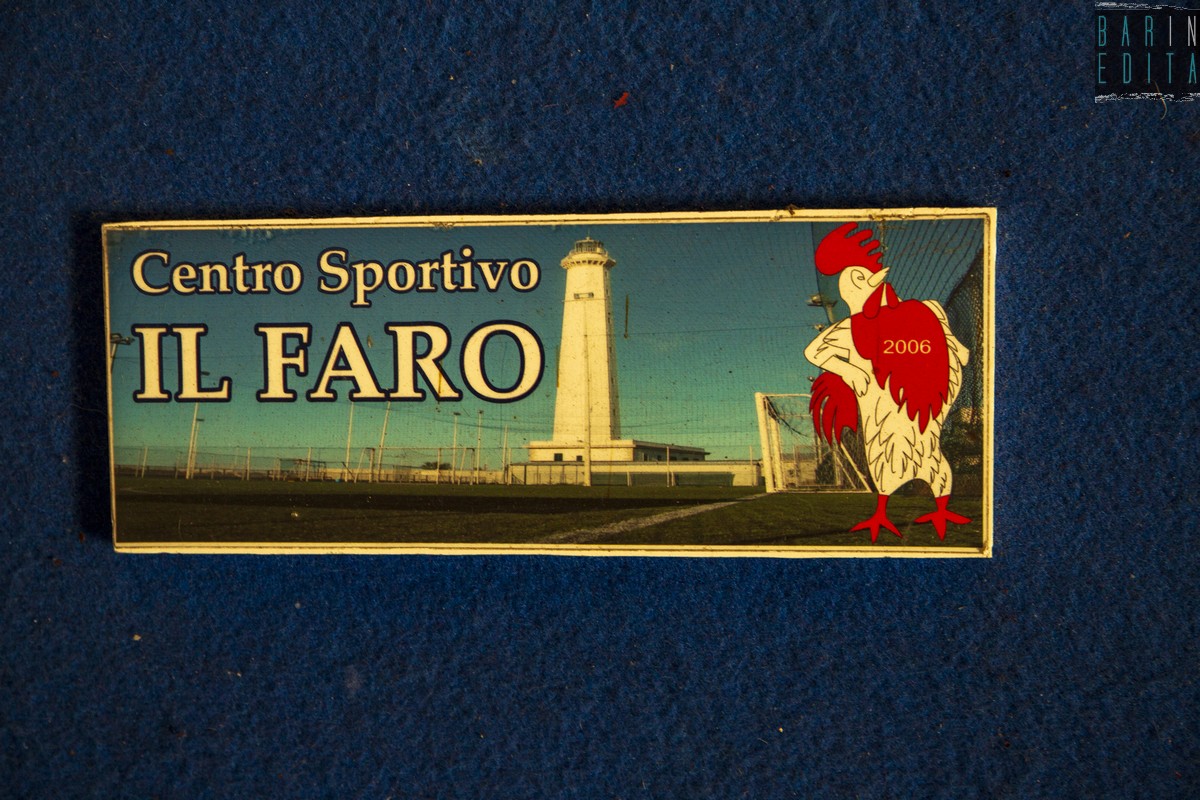 BARIN
EDITA
Centro Sportivo
IL FARO
2006